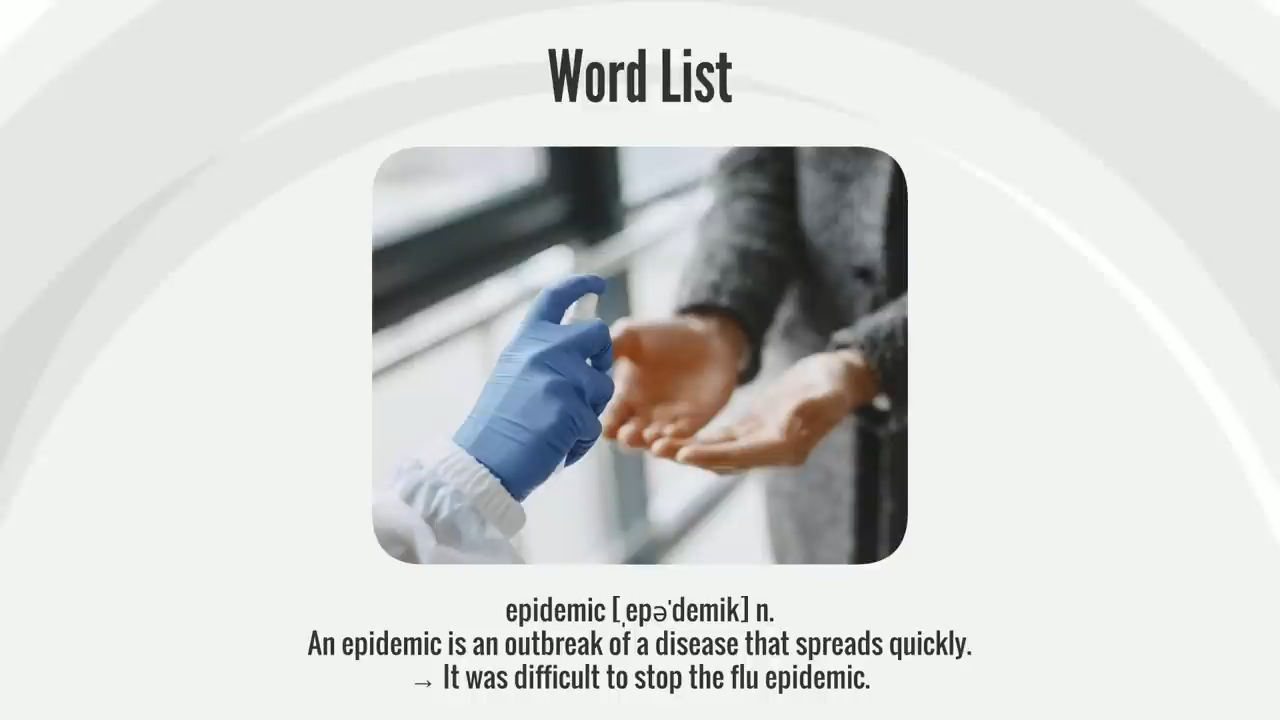 Word List
epidemic [ˌepəˈdemik] n.
An epidemic is an outbreak of a disease that spreads quickly.
→ It was difficult to stop the flu epidemic.